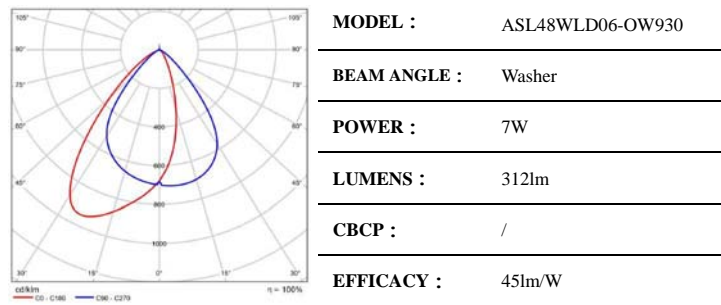 105°
105°
90°
90°
75°
75°
60°
60°
45°
45°
400
600
800
1000
30°
15°
0°
15°
30°
cd/klm
η = 100%
C0 - C180
C90 - C270
MODEL： ASL48WLD06-OW930
BEAM ANGLE： Washer
POWER： 7W
LUMENS： 312lm
CBCP： /
EFFICACY： 45lm/W